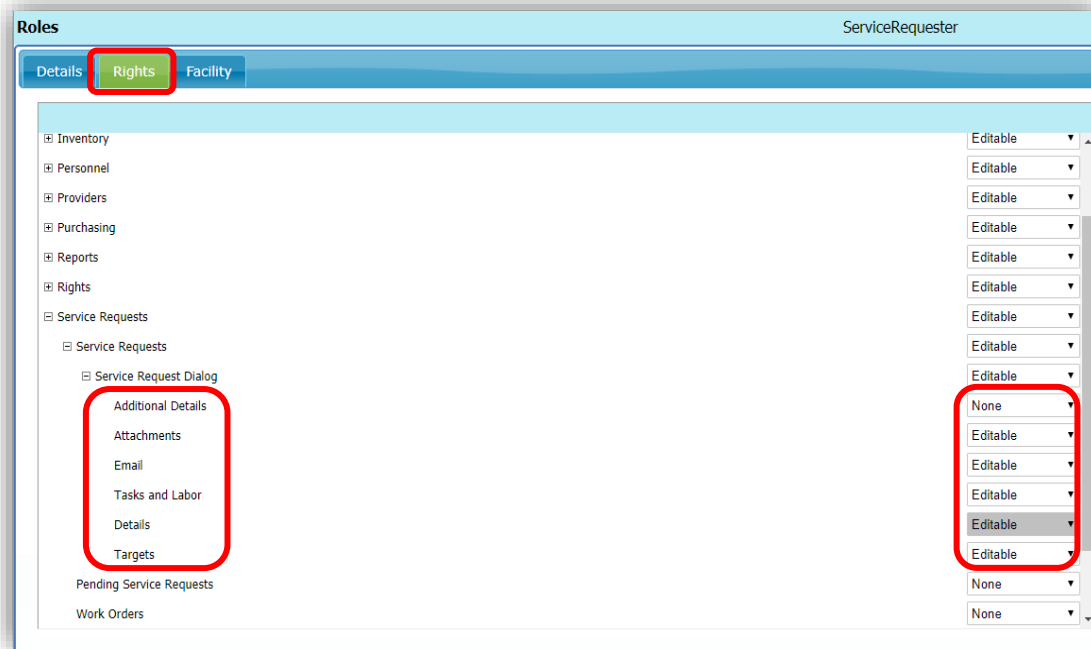 Roles ServiceRequester
Details Rights Facility
Inventory Editable
Personnel Editable
Providers Editable
Purchasing Editable
Reports Editable
Rights Editable
Service Requests Editable
Service Requests Editable
Service Request Dialog Editable
Additional Details None
Attachments Editable
Email Editable
Tasks and Labor Editable
Details Editable
Targets Editable
Pending Service Requests None
Work Orders None